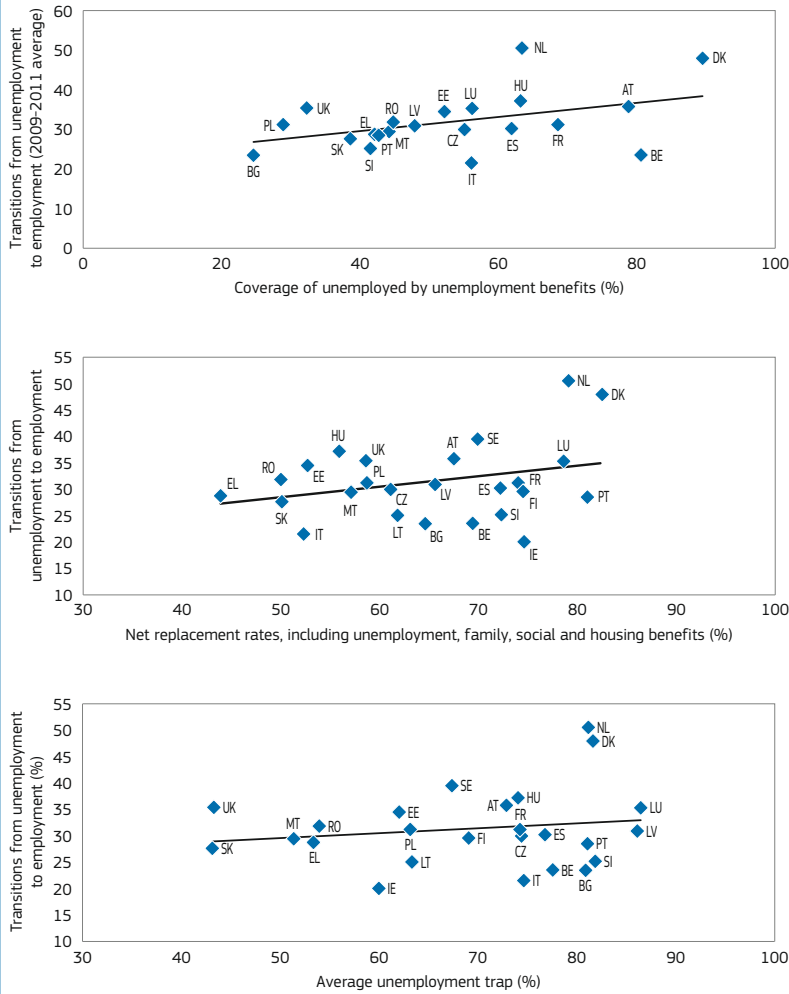 Transitions from unemployment
to employment (2009-2011 average)
60
50
40
30
20
10
0
NL
DK
HU
AT
UK
EE
LU
RO
LV
PL
EL
SK
PT
MT
CZ
ES
FR
BG
SI
IT
BE
0
20
40
60
80
100
Coverage of unemployed by unemployment benefits (%)
Transitions from
unemployment to employment
55
50
45
40
35
30
25
20
15
10
NL
DK
HU
UK
AT
SE
LU
RO
EE
EL
PL
FR
SK
MT
CZ
LV
ES
FI
PT
IT
LT
BG
BE
SI
IE
30
40
50
60
70
80
90
100
Net replacement rates, including unemployment, family, social and housing benefits (%)
Transitions from unemployment
to employment (%)
55
50
45
40
35
30
25
20
15
10
NL
DK
SE
HU
UK
AT
LU
EE
FR
MT
RO
LV
SK
EL
PL
FI
CZ
ES
PT
LT
SI
IE
IT
BE
BG
30
40
50
60
70
80
90
100
Average unemployment trap (%)